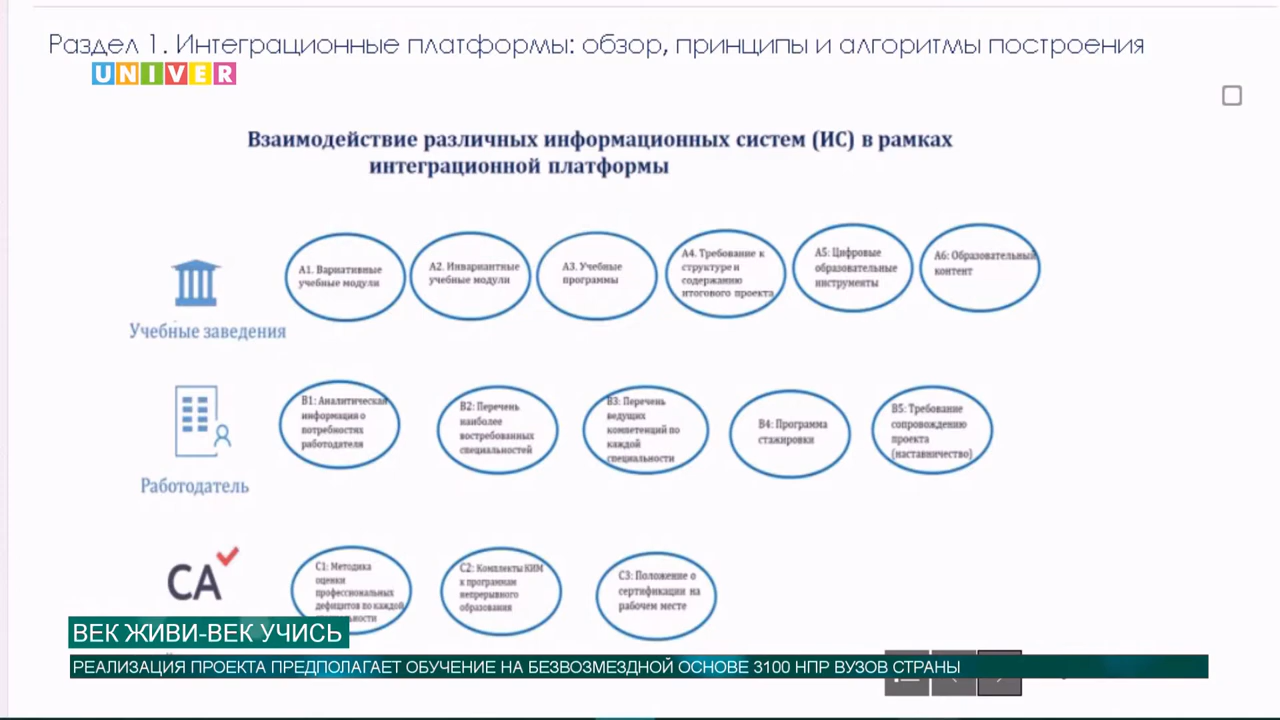 Раздел 1. Интеграционные платформы: обзор, принципы и алгоритмы построения
UNIVER
Взаимодействие различных информационных систем (ИС) в рамках
интеграционной платформы
А1. Вариативные
учебные модули
А2. Инвариантные
учебные модули
А3. Учебные
программы
А4. Требование к
структуре и
содержанию
итогового проекта
А5: Цифровые
образовательные
инструменты
А6: Образовательный
контент
Учебные заведения
В1: Аналитическая
информация о
потребностях
работодателя
В2: Перечень
наиболее
востребованных
специальностей
В3: Перечень
ведущих
компетенций по
каждой
специальности
В4: Программа
стажировки
В5: Требование
сопровождению
проекта
(наставничество)
Работодатель
СА
С1: Методика
оценки
профессиональных
дефицитов по каждой
С2: Комплекты КИМ
к программам
непрерывного
образования
С3: Положение о
сертификации на
рабочем месте
ВЕК ЖИВИ-ВЕК УЧИСЬ
РЕАЛИЗАЦИЯ ПРОЕКТА ПРЕДПОЛАГАЕТ ОБУЧЕНИЕ НА БЕЗВОЗМЕЗДНОЙ ОСНОВЕ 3100 НПР ВУЗОВ СТРАНЫ